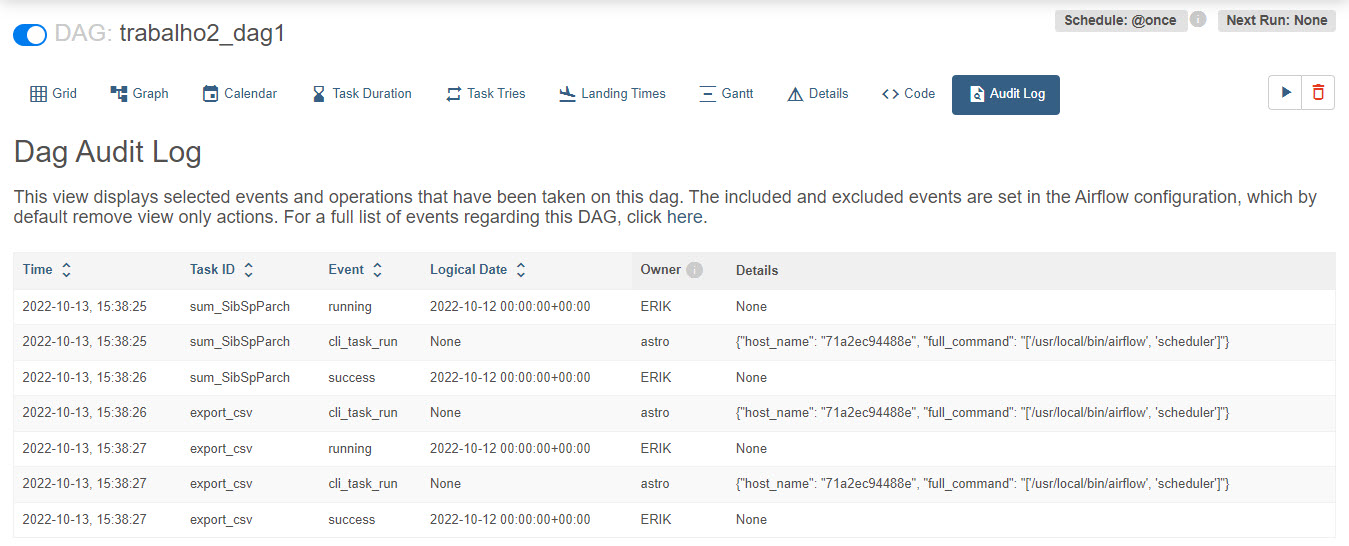 DAG: trabalho2_dag1
Schedule: @once
Next Run: None
Grid
Graph
Calendar
Task Duration
Task Tries
Landing Times
Gantt
Details
Code
Audit Log
Dag Audit Log
This view displays selected events and operations that have been taken on this dag. The included and excluded events are set in the Airflow configuration, which by
default remove view only actions. For a full list of events regarding this DAG, click here.
Time Task ID Event Logical Date Owner Details
2022-10-13, 15:38:25 sum_SibSpParch running 2022-10-12 00:00:00+00:00 ERIK None
2022-10-13, 15:38:25 sum_SibSpParch cli_task_run None astro {"host_name": "71a2ec94488e", "full_command": "['/usr/local/bin/airflow', 'scheduler']"}
2022-10-13, 15:38:26 sum_SibSpParch success 2022-10-12 00:00:00+00:00 ERIK None
2022-10-13, 15:38:26 export_csv cli_task_run None astro {"host_name": "71a2ec94488e", "full_command": "['/usr/local/bin/airflow', 'scheduler']"}
2022-10-13, 15:38:27 export_csv running 2022-10-12 00:00:00+00:00 ERIK None
2022-10-13, 15:38:27 export_csv cli_task_run None astro {"host_name": "71a2ec94488e", "full_command": "['/usr/local/bin/airflow', 'scheduler']"}
2022-10-13, 15:38:27 export_csv success 2022-10-12 00:00:00+00:00 ERIK None